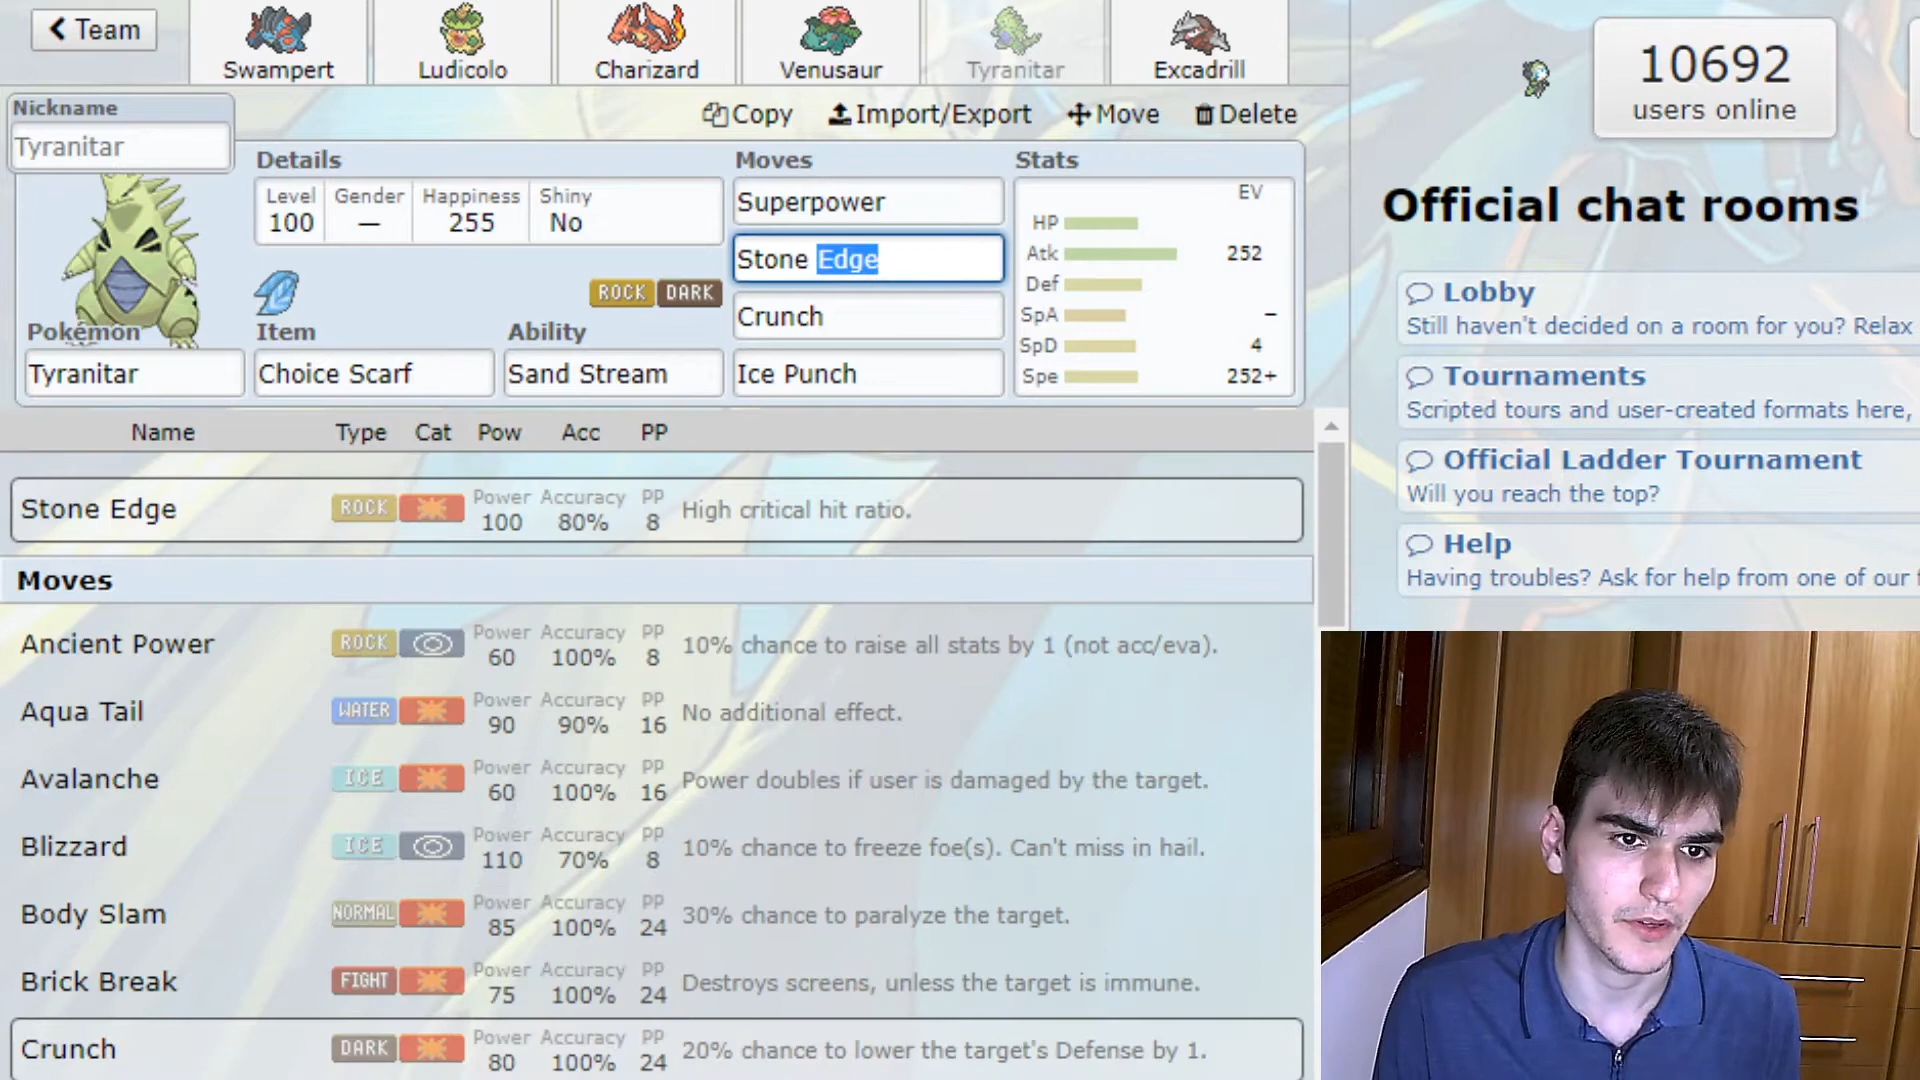 Team
Swampert
Ludicolo
Charizard
Venusaur
Tyranitar
Excadrill
10692
users online
Nickname
Tyranitar
Copy
Import/Export
Move
Delete
Details
Moves
Stats
Level
100
Gender
—
Happiness
255
Shiny
No
ROCK DARK
Pokémon
Tyranitar
Item
Choice Scarf
Ability
Sand Stream
Superpower
Stone Edge
Crunch
Ice Punch
EV
HP
Atk 252
Def
SpA –
SpD 4
Spe 252+
Official chat rooms
Lobby
Still haven't decided on a room for you? Relax
Tournaments
Scripted tours and user-created formats here,
Official Ladder Tournament
Will you reach the top?
Help
Having troubles? Ask for help from one of our f
Name Type Cat Pow Acc PP
Stone Edge ROCK Power 100 Accuracy 80% PP 8 High critical hit ratio.
Moves
Ancient Power ROCK Power 60 Accuracy 100% PP 8 10% chance to raise all stats by 1 (not acc/eva).
Aqua Tail WATER Power 90 Accuracy 90% PP 16 No additional effect.
Avalanche ICE Power 60 Accuracy 100% PP 16 Power doubles if user is damaged by the target.
Blizzard ICE Power 110 Accuracy 70% PP 8 10% chance to freeze foe(s). Can't miss in hail.
Body Slam NORMAL Power 85 Accuracy 100% PP 24 30% chance to paralyze the target.
Brick Break FIGHT Power 75 Accuracy 100% PP 24 Destroys screens, unless the target is immune.
Crunch DARK Power 80 Accuracy 100% PP 24 20% chance to lower the target's Defense by 1.